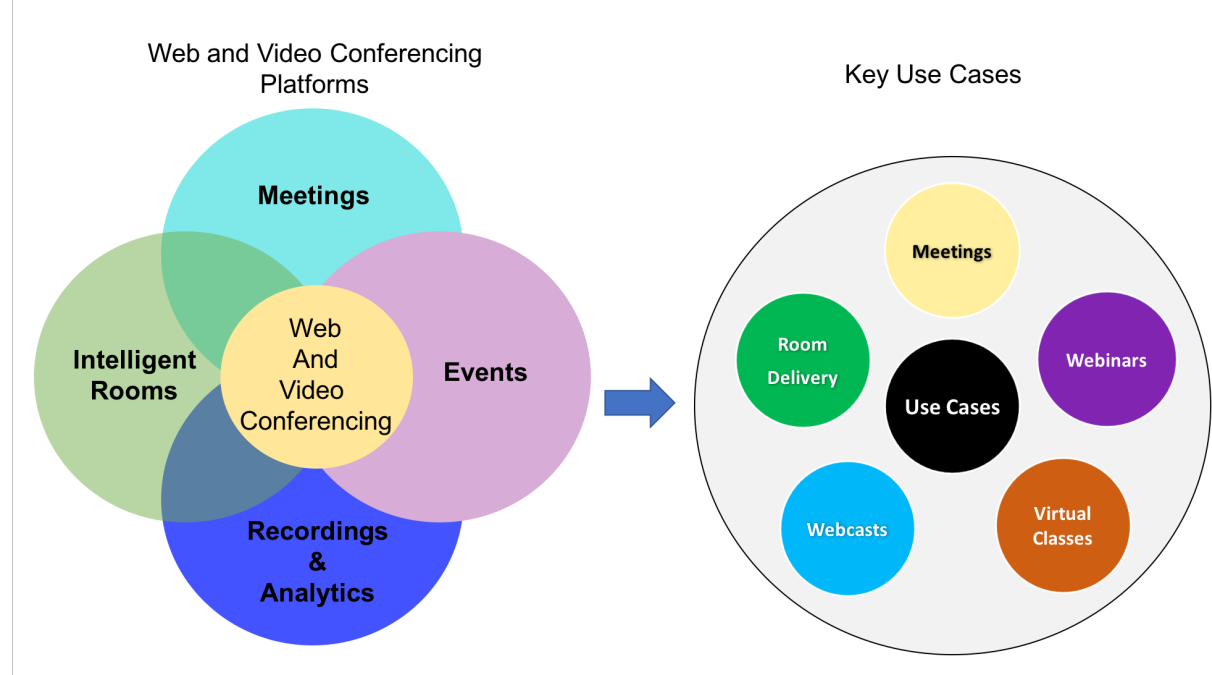 Web and Video Conferencing
Platforms
Meetings
Intelligent
Rooms
Web
And
Video
Conferencing
Events
Recordings
&
Analytics
Key Use Cases
Meetings
Room
Delivery
Webinars
Use Cases
Webcasts
Virtual
Classes